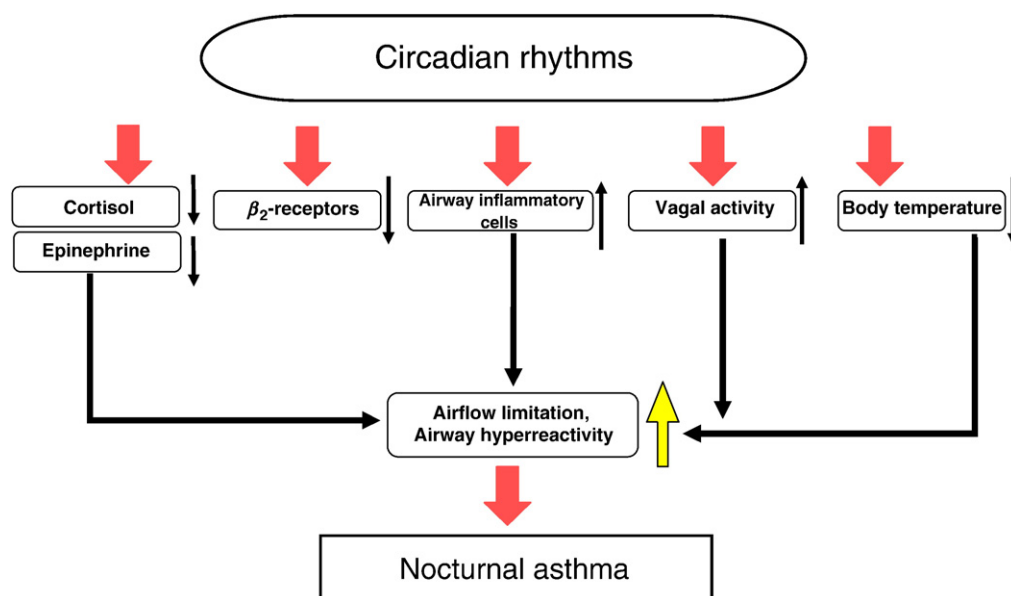 Circadian rhythms
Cortisol
Epinephrine
β₂-receptors
Airway inflammatory
cells
Vagal activity
Body temperature
Airflow limitation,
Airway hyperreactivity
Nocturnal asthma